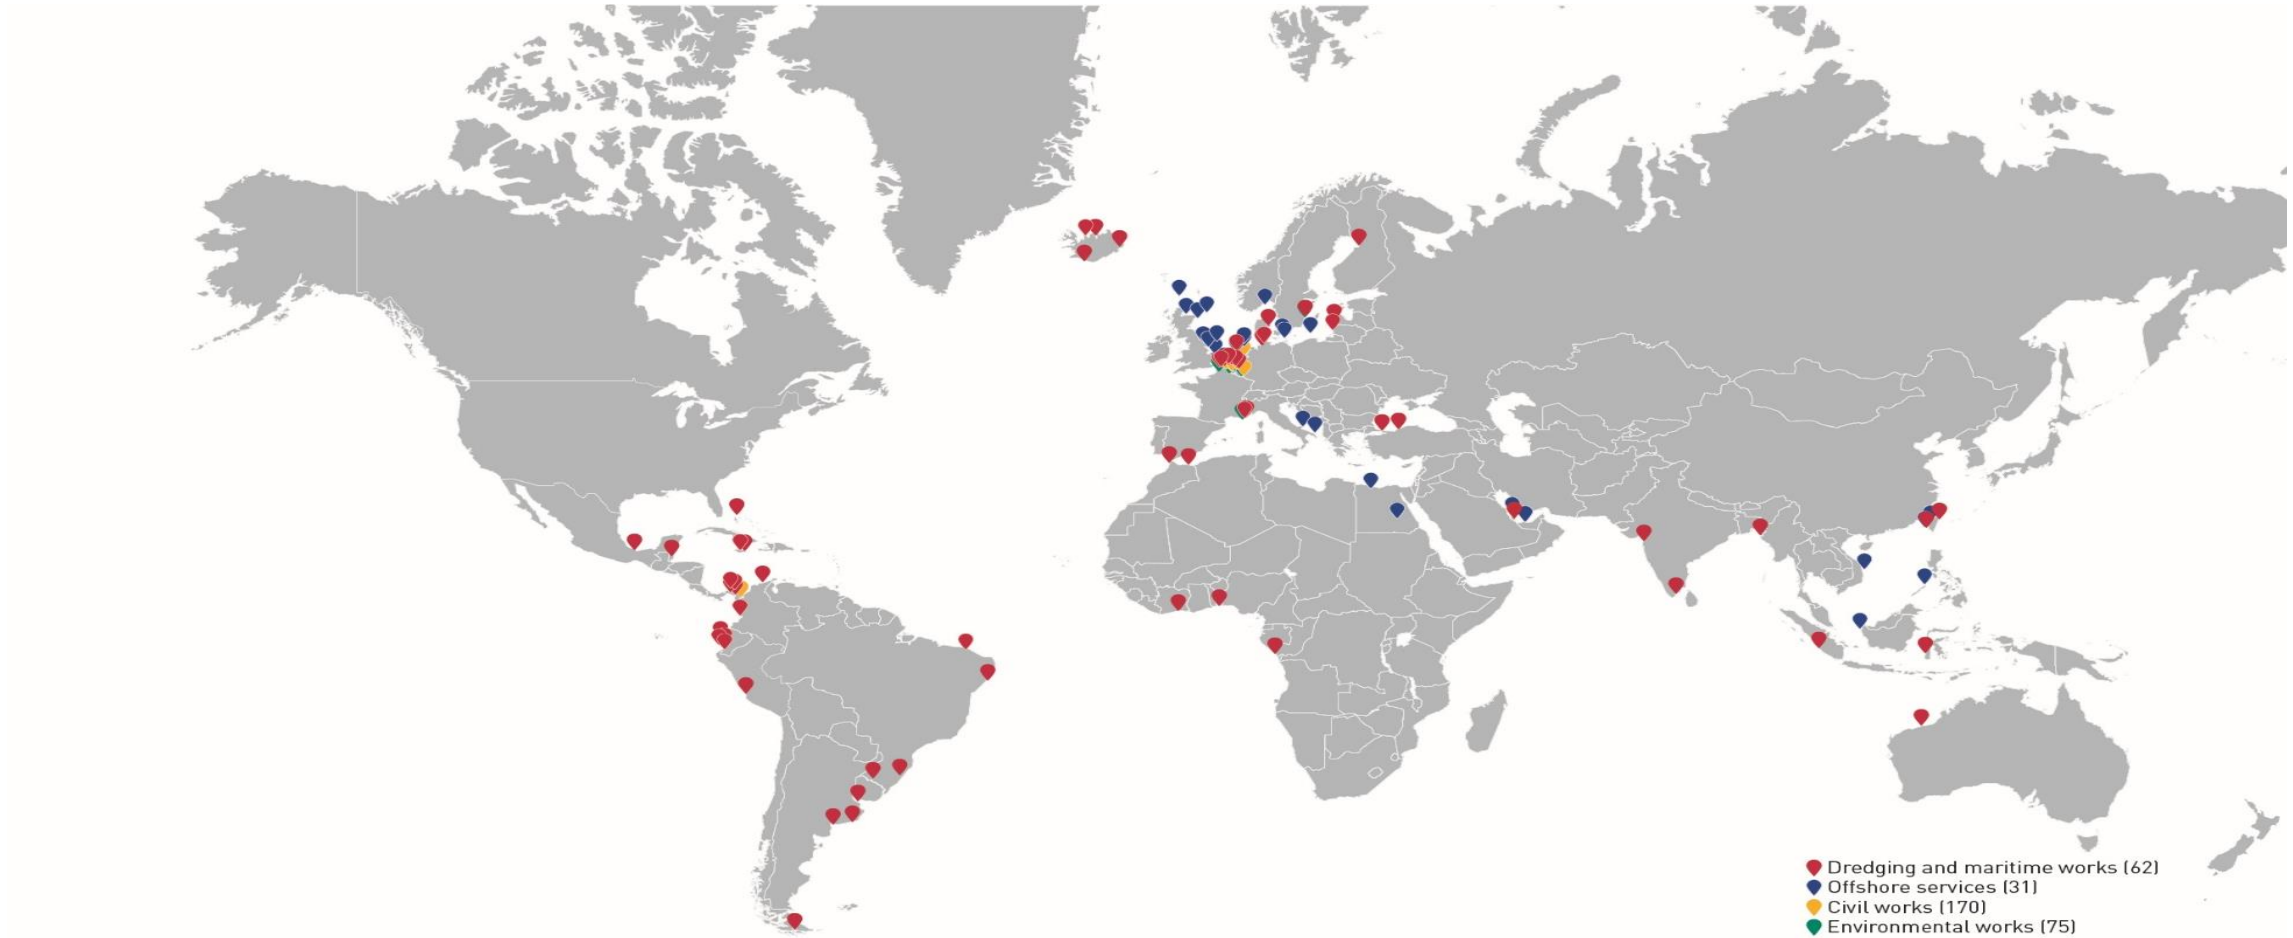 Dredging and maritime works (62)
Offshore services (31)
Civil works (170)
Environmental works (75)